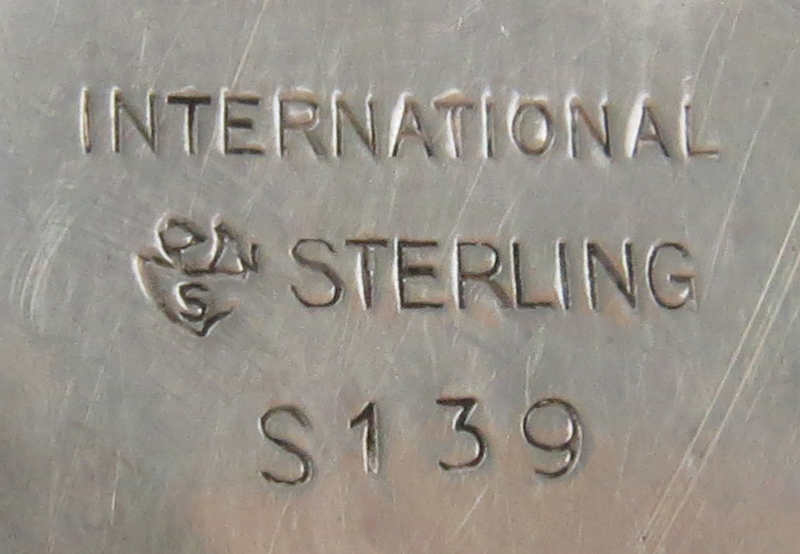 INTERNATIONAL
S STERLING
S139